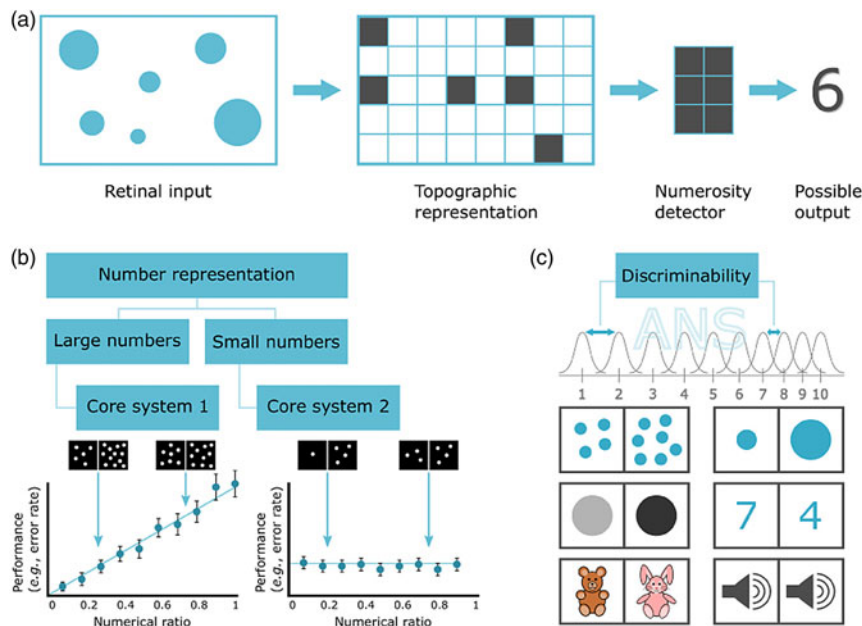 (a)
6
Retinal input
Topographic
representation
Numerosity
detector
Possible
output
(b)
Number representation
Large numbers
Small numbers
Core system 1
Core system 2
Performance
(e.g., error rate)
0
0.2
0.4
0.6
0.8
1
Numerical ratio
Performance
(e.g., error rate)
0
0.2
0.4
0.6
0.8
1
Numerical ratio
(c)
Discriminability
ANS
1 2 3 4 5 6 7 8 9 10
7 4